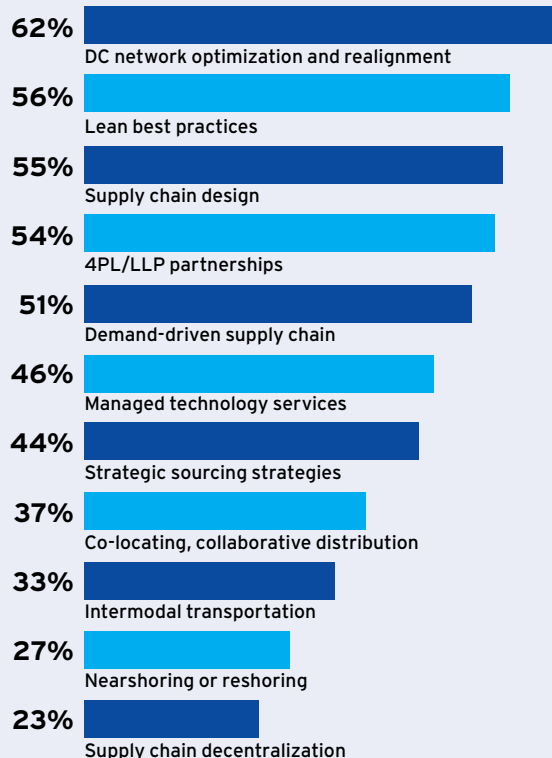 62%
DC network optimization and realignment
56%
Lean best practices
55%
Supply chain design
54%
4PL/LLP partnerships
51%
Demand-driven supply chain
46%
Managed technology services
44%
Strategic sourcing strategies
37%
Co-locating, collaborative distribution
33%
Intermodal transportation
27%
Nearshoring or reshoring
23%
Supply chain decentralization